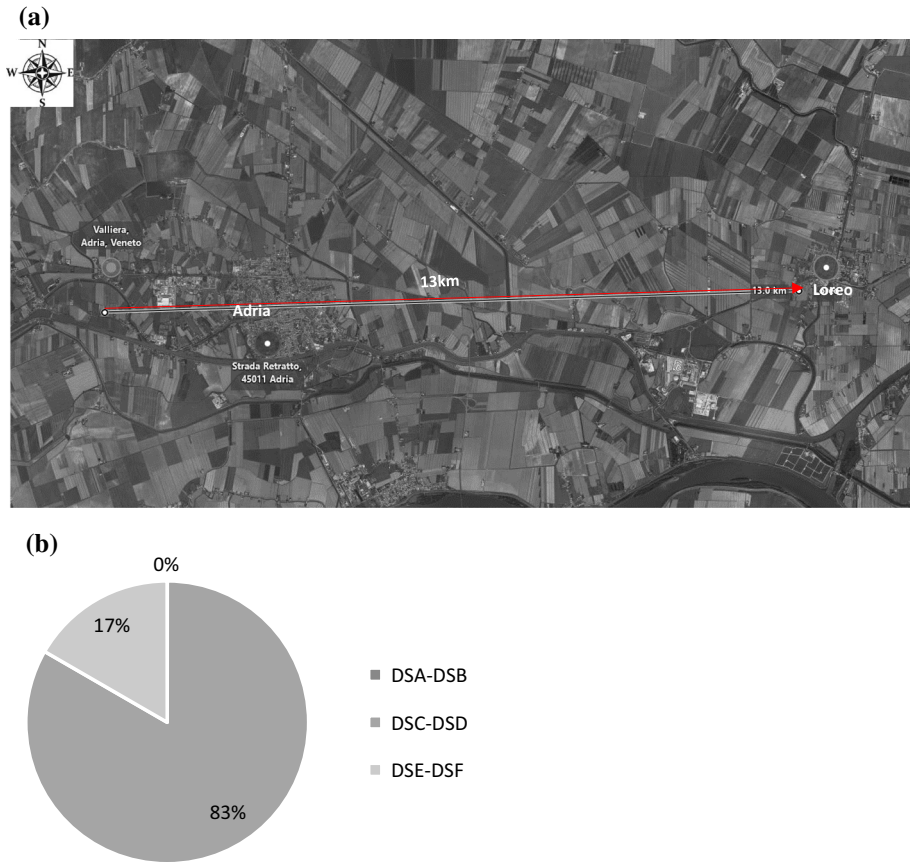 (a)
N
W E
S
Valliera,
Adria, Veneto
13km
13.0 km
Loreo
Adria
Strada Retratto,
45011 Adria
(b)
0%
17%
DSA-DSB
DSC-DSD
DSE-DSF
83%